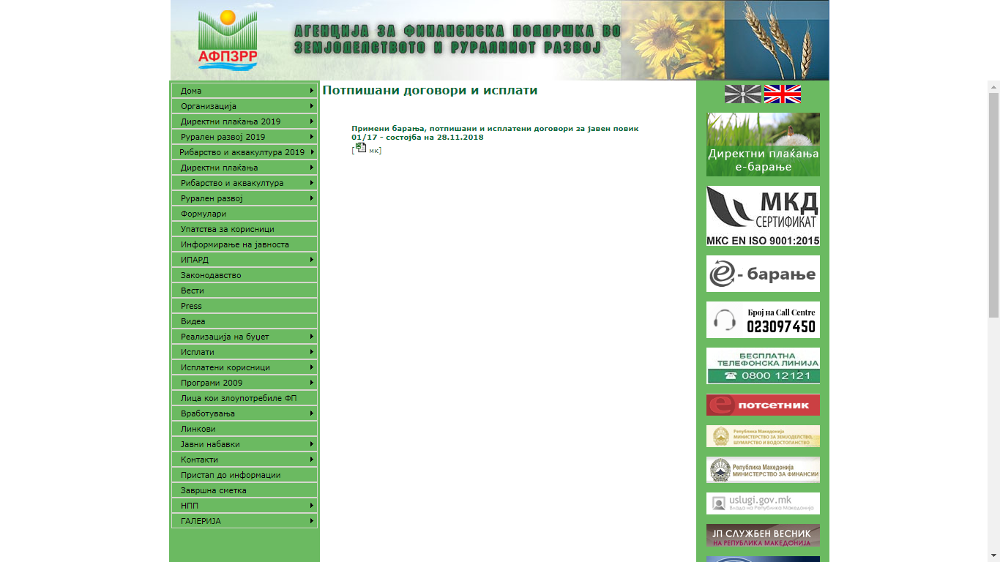 АФПЗРР
АГЕНЦИЈА ЗА ФИНАНСИСКА ПОДДРШКА ВО
ЗЕМЈОДЕЛСТВОТО И РУРАЛНИОТ РАЗВОЈ
Дома
Организација
Директни плаќања 2019
Рурален развој 2019
Рибарство и аквакултура 2019
Директни плаќања
Рибарство и аквакултура
Рурален развој
Формулари
Упатства за корисници
Информирање на јавноста
ИПАРД
Законодавство
Вести
Press
Видеа
Реализација на буџет
Исплати
Исплатени корисници
Програми 2009
Лица кои злоупотребиле ФП
Вработувања
Линкови
Јавни набавки
Контакти
Пристап до информации
Завршна сметка
НПП
ГАЛЕРИЈА
Потпишани договори и исплати
Примени барања, потпишани и исплатени договори за јавен повик
01/17 - состојба на 28.11.2018
[ мк]
Директни плаќања
е-барање
МКД
СЕРТИФИКАТ
МКС EN ISO 9001:2015
е - барање
Број на Call Centre
023097450
БЕСПЛАТНА
ТЕЛЕФОНСКА ЛИНИЈА
☎ 0800 12121
е ПОТСЕТНИК
Република Македонија
МИНИСТЕРСТВО ЗА ЗЕМЈОДЕЛСТВО,
ШУМАРСТВО И ВОДОСТОПАНСТВО
Република Македонија
МИНИСТЕРСТВО ЗА ФИНАНСИИ
uslugi.gov.mk
Влада на Република Македонија
ЈП СЛУЖБЕН ВЕСНИК
НА РЕПУБЛИКА МАКЕДОНИЈА